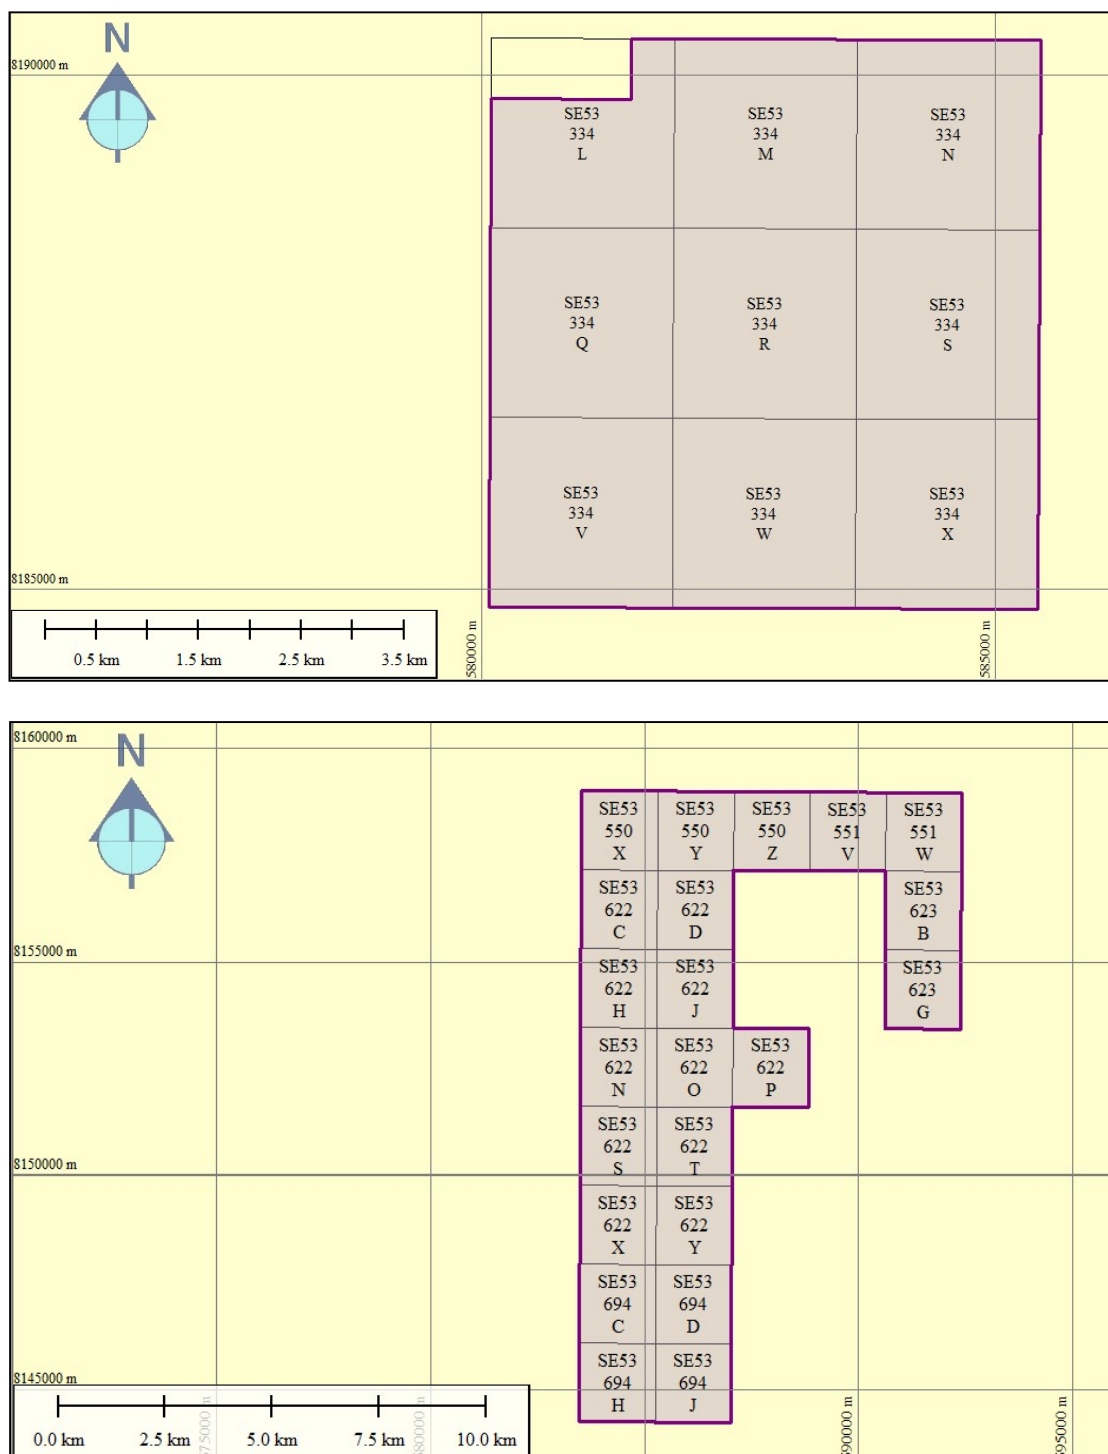 N
8190000 m
SE53
334
L
SE53
334
M
SE53
334
N
SE53
334
Q
SE53
334
R
SE53
334
S
SE53
334
V
SE53
334
W
SE53
334
X
8185000 m
0.5 km 1.5 km 2.5 km 3.5 km
580000 m
585000 m
8160000 m
N
SE53
550
X
SE53
550
Y
SE53
550
Z
SE53
551
V
SE53
551
W
SE53
622
C
SE53
622
D
SE53
623
B
8155000 m
SE53
622
H
SE53
622
J
SE53
623
G
SE53
622
N
SE53
622
O
SE53
622
P
SE53
622
S
SE53
622
T
8150000 m
SE53
622
X
SE53
622
Y
SE53
694
C
SE53
694
D
SE53
694
H
SE53
694
J
8145000 m
0.0 km 2.5 km 5.0 km 7.5 km 10.0 km